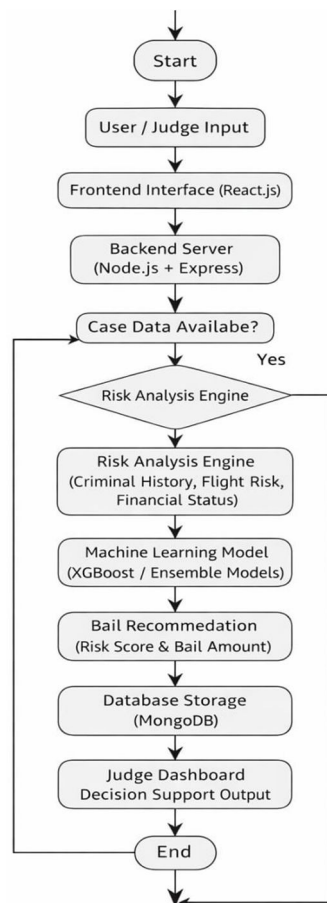 Start
User / Judge Input
Frontend Interface (React.js)
Backend Server
(Node.js + Express)
Case Data Availabe?
Yes
Risk Analysis Engine
Risk Analysis Engine
(Criminal History, Flight Risk,
Financial Status)
Machine Learning Model
(XGBoost / Ensemble Models)
Bail Recommedation
(Risk Score & Bail Amount)
Database Storage
(MongoDB)
Judge Dashboard
Decision Support Output
End